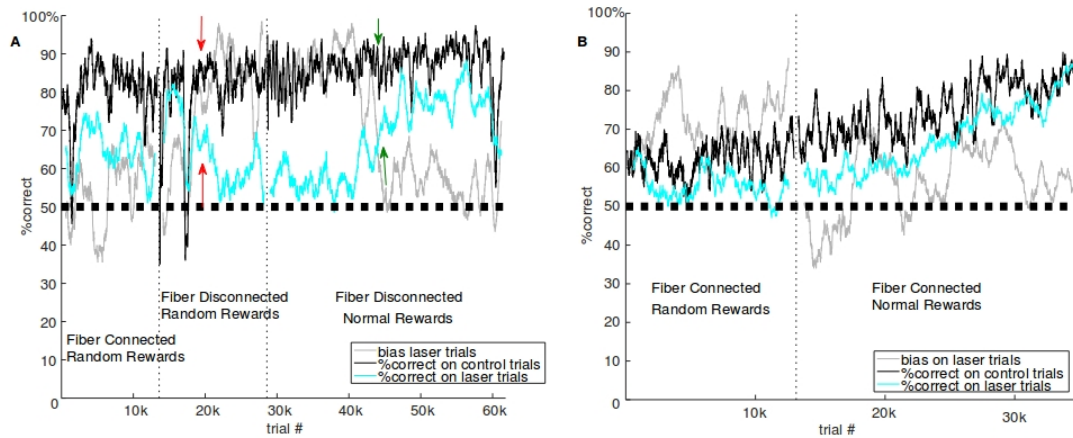 A
100%
90
80
70
60
50
40
30
20
10
0
%correct
Fiber Connected
Random Rewards
Fiber Disconnected
Random Rewards
Fiber Disconnected
Normal Rewards
bias laser trials
%correct on control trials
%correct on laser trials
10k
20k
30k
40k
50k
60k
trial #
B
100%
90
80
70
60
50
40
30
20
10
0
%correct
Fiber Connected
Random Rewards
Fiber Connected
Normal Rewards
bias on laser trials
%correct on control trials
%correct on laser trials
10k
20k
30k
trial #